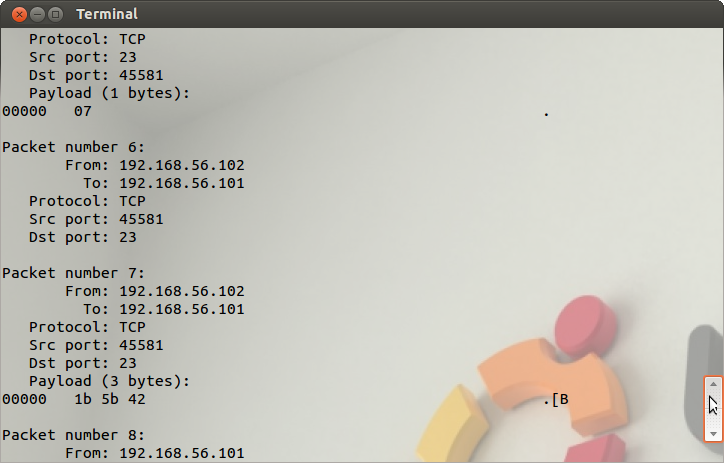 Terminal
Protocol: TCP
Src port: 23
Dst port: 45581
Payload (1 bytes):
00000   07                                                  .
Packet number 6:
From: 192.168.56.102
To: 192.168.56.101
Protocol: TCP
Src port: 45581
Dst port: 23
Packet number 7:
From: 192.168.56.102
To: 192.168.56.101
Protocol: TCP
Src port: 45581
Dst port: 23
Payload (3 bytes):
00000   1b 5b 42                                            .[B
Packet number 8:
From: 192.168.56.101